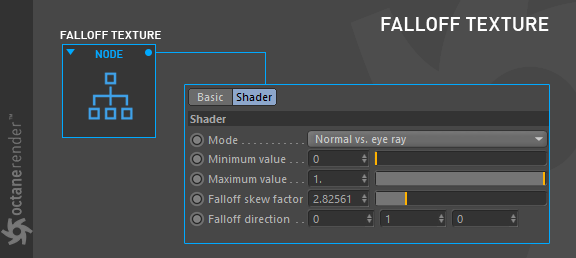 FALLOFF TEXTURE
FALLOFF TEXTURE
NODE
Basic Shader
Shader
Mode . . . . . . . . . . . Normal vs. eye ray
Minimum value . . . 0
Maximum value . . . 1.
Falloff skew factor 2.82561
Falloff direction . . . 0 1 0
octanerender™